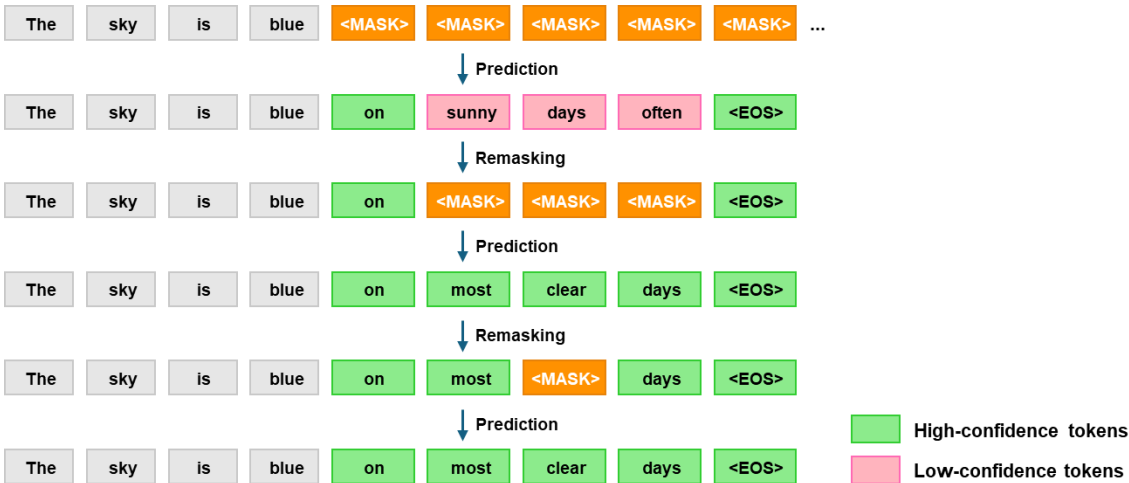 The sky is blue <MASK> <MASK> <MASK> <MASK> <MASK> ...
Prediction
The sky is blue on sunny days often <EOS>
Remasking
The sky is blue on <MASK> <MASK> <MASK> <EOS>
Prediction
The sky is blue on most clear days <EOS>
Remasking
The sky is blue on most <MASK> days <EOS>
Prediction
The sky is blue on most clear days <EOS>
High-confidence tokens
Low-confidence tokens